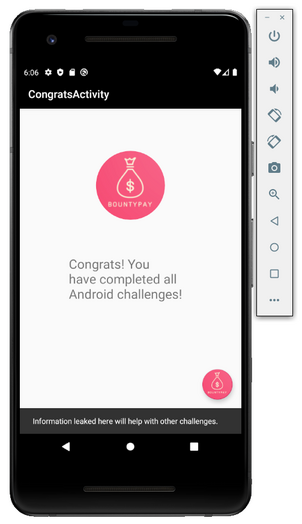 6:06
CongratsActivity
BOUNTYPAY
Congrats! You
have completed all
Android challenges!
Information leaked here will help with other challenges.